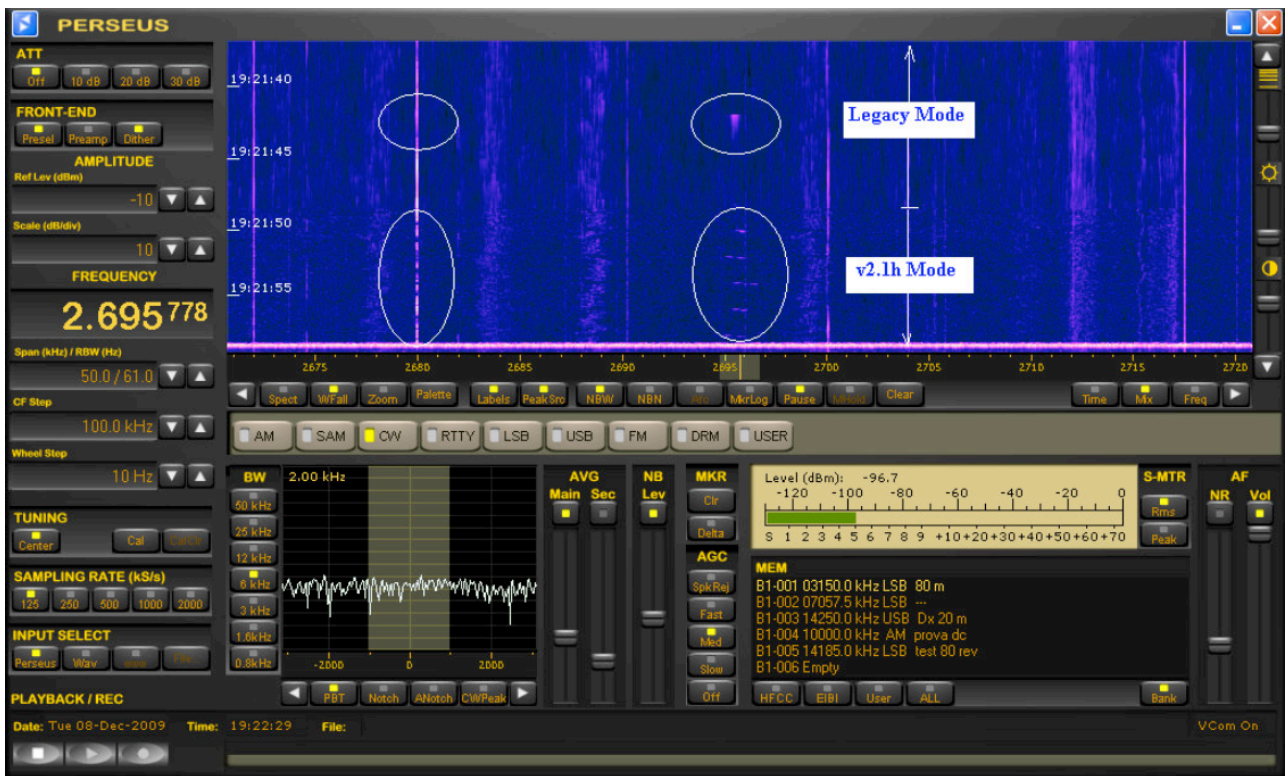 PERSEUS
ATT
Off 10 dB 20 dB 30 dB
FRONT-END
Presel Preamp Dither
AMPLITUDE
Ref Lev (dBm)
-10
Scale (dB/div)
10
FREQUENCY
2.695 778
Span (kHz) / RBW (Hz)
50.0 / 61.0
CF Step
100.0 kHz
Wheel Step
10 Hz
TUNING
Center Cal CalClr
SAMPLING RATE (kS/s)
125 250 500 1000 2000
INPUT SELECT
Perseus Wav
PLAYBACK / REC
19:21:40
19:21:45
19:21:50
19:21:55
Legacy Mode
v2.1h Mode
2675 2680 2685 2690 2695 2700 2705 2710 2715 2720
Spect WFall Zoom Palette Labels PeakSrc NBW NBN MkrLog Pause MHold Clear Time Mix Freq
AM SAM CW RTTY LSB USB FM DRM USER
BW
50 kHz
25 kHz
12 kHz
6 kHz
3 kHz
1.6kHz
0.8kHz
2.00 kHz
-2000 0 2000
PBT Notch ANotch CWPeak
AVG
Main Sec
NB
Lev
MKR
Clr
Delta
AGC
SpkRej
Fast
Med
Slow
Off
Level (dBm): -96.7
-120 -100 -80 -60 -40 -20 0
S 1 2 3 4 5 6 7 8 9 +10+20+30+40+50+60+70
S-MTR
Rms
Peak
AF
NR Vol
MEM
B1-001 03150.0 kHz LSB 80 m
B1-002 07057.5 kHz LSB ---
B1-003 14250.0 kHz USB Dx 20 m
B1-004 10000.0 kHz AM prova dc
B1-005 14185.0 kHz LSB test 80 rev
B1-006 Empty
HFCC EIBI User ALL Bank
Date: Tue 08-Dec-2009 Time: 19:22:29 File:
VCom On